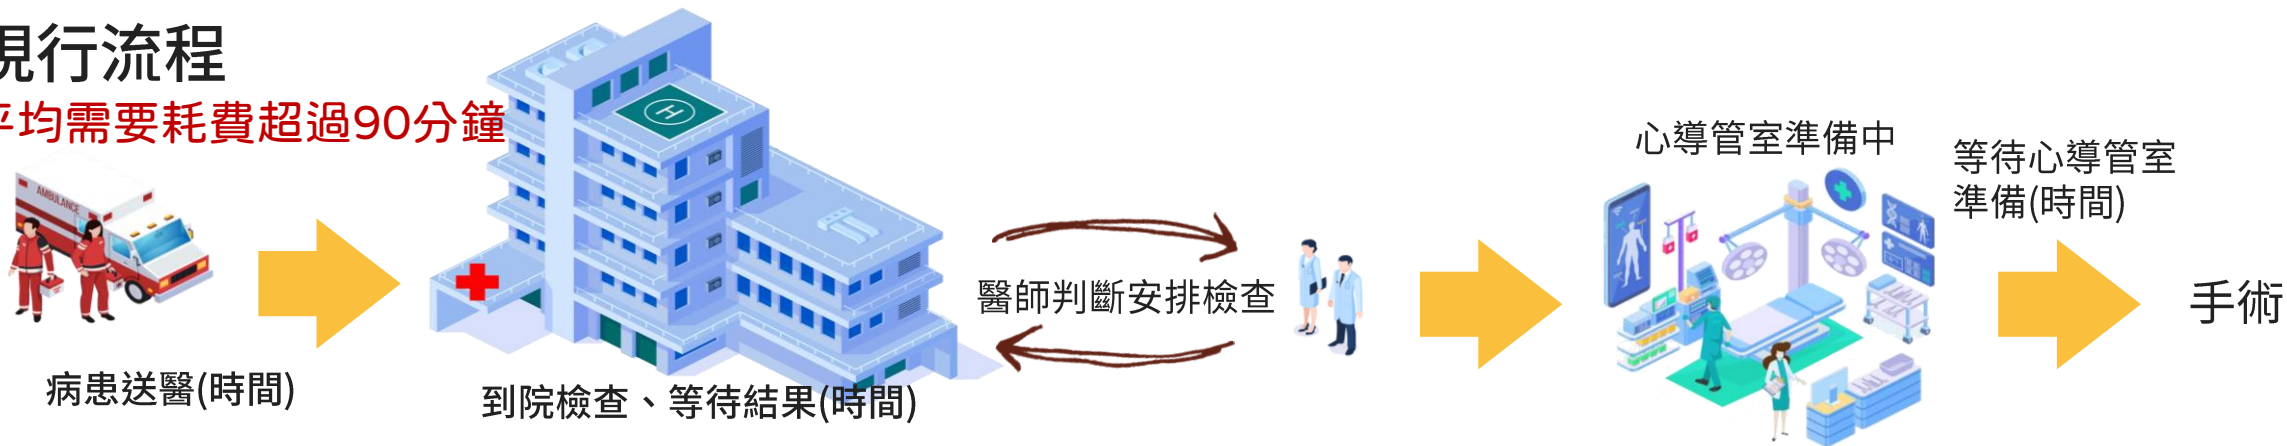 現行流程
平均需要耗費超過90分鐘
AMBULANCE
H
病患送醫(時間)
到院檢查、等待結果(時間)
醫師判斷安排檢查
心導管室準備中
等待心導管室
準備(時間)
手術